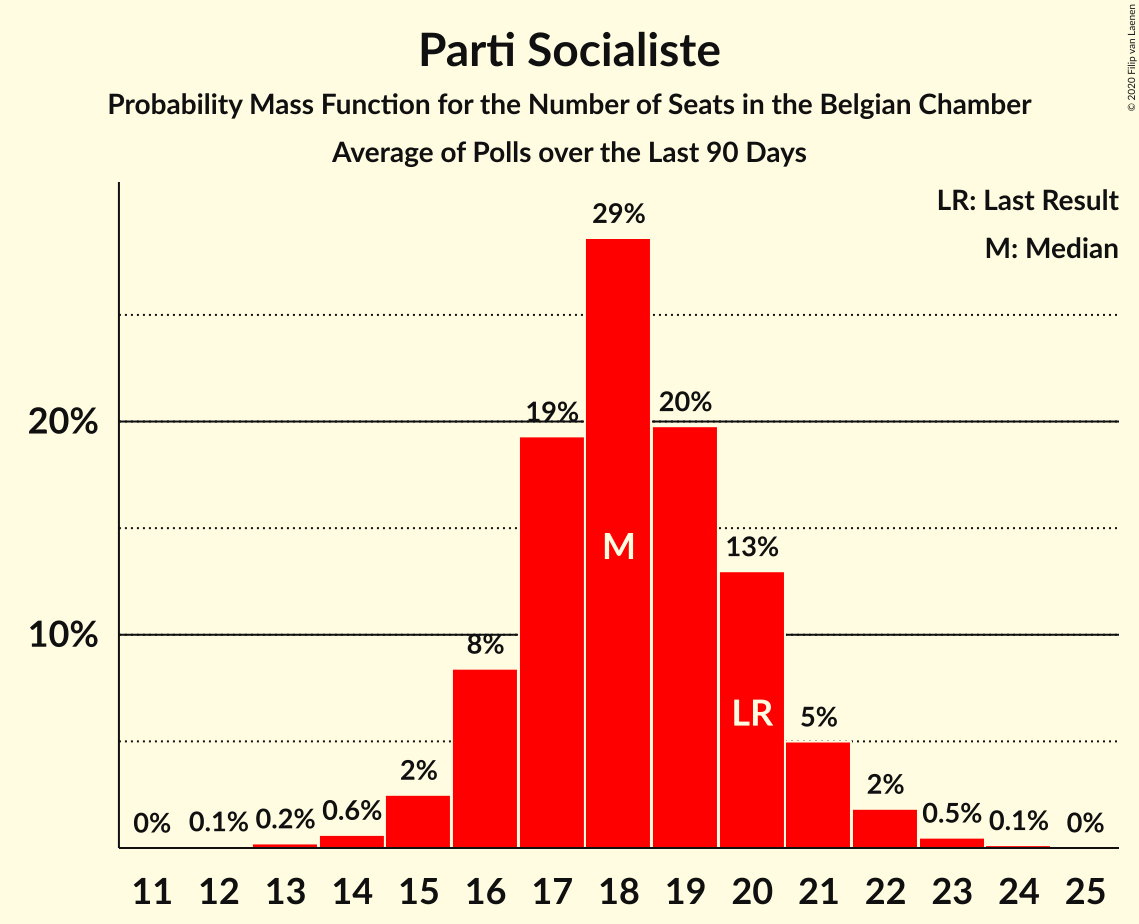 © 2020 Filip van Laenen
Parti Socialiste
Probability Mass Function for the Number of Seats in the Belgian Chamber
Average of Polls over the Last 90 Days
LR: Last Result
M: Median
29%
20%
19%
20%
13%
M
10%
8%
LR
5%
2%
2%
0%
0.1%
0.2%
0.6%
0.5%
0.1%
0%
11 12 13 14 15 16 17 18 19 20 21 22 23 24 25